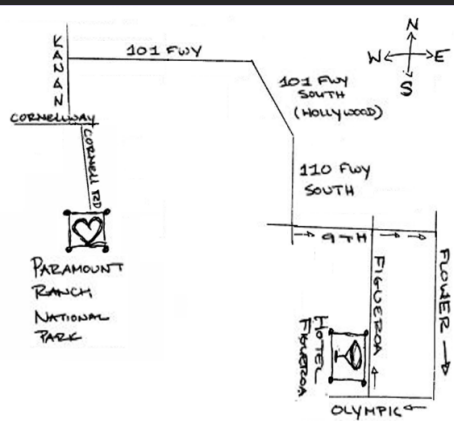 N
W E
S
KANAN
101 FWY
101 FWY
SOUTH
(HOLLYWOOD)
CORNELLWAY
CORNELL RD
110 FWY
SOUTH
9TH
PARAMOUNT
RANCH
NATIONAL
PARK
FIGUEROA
FLOWER
HOTEL
FIGUEROA
OLYMPIC